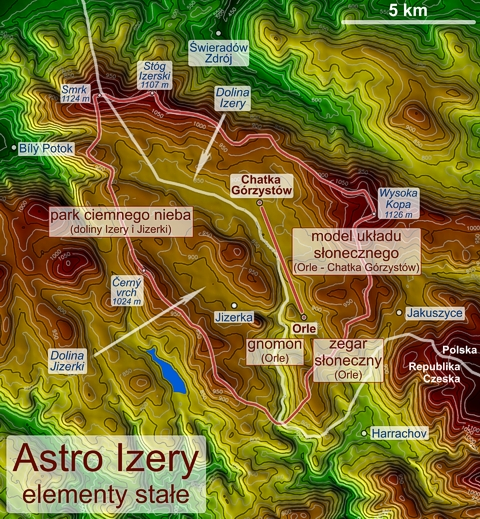 5 km
Świeradów
Zdrój
Stóg
Izerski
1107 m
Smrk
1124 m
Dolina
Izery
Bílý Potok
Chatka
Górzystów
Wysoka
Kopa
1126 m
park ciemnego nieba
(doliny Izery i Jizerki)
model układu
słonecznego
(Orle - Chatka Górzystów)
Černý
vrch
1024 m
Jizerka
Orle
Jakuszyce
gnomon
(Orle)
zegar
słoneczny
(Orle)
Polska
Republika
Czeska
Dolina
Jizerki
Harrachov
Astro Izery
elementy stałe